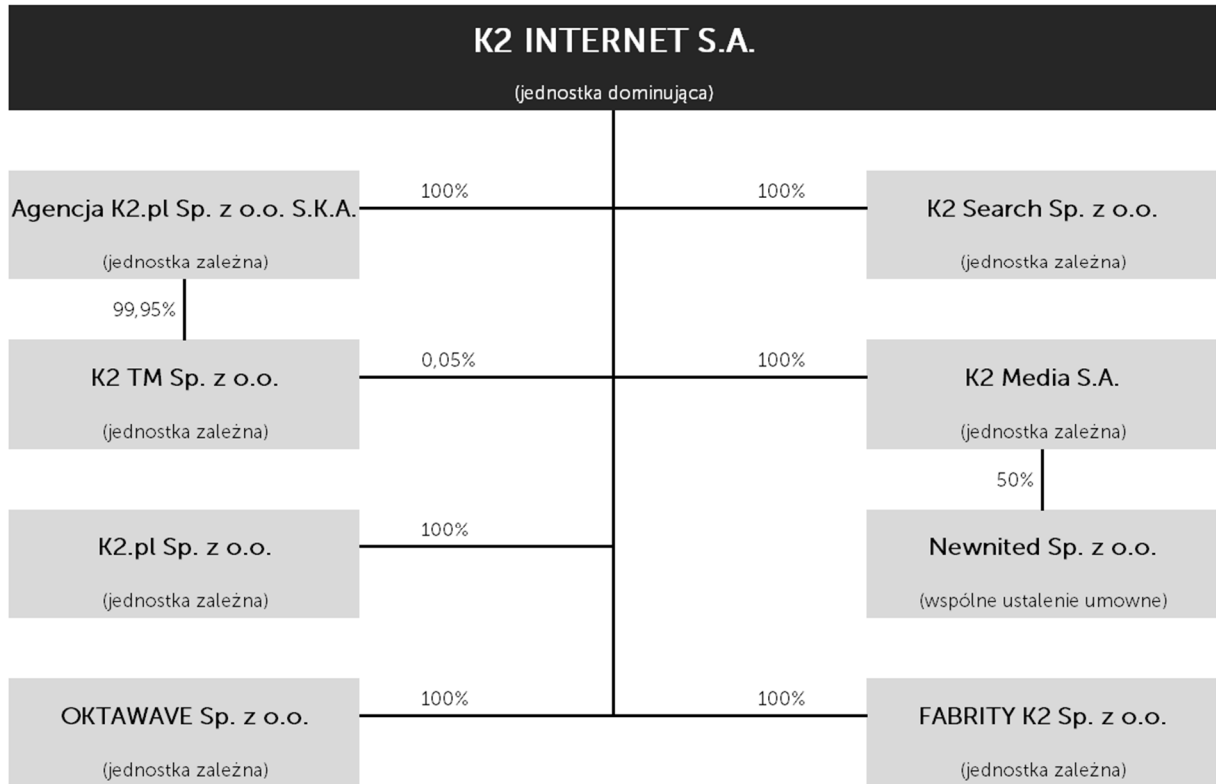 K2 INTERNET S.A.
(jednostka dominująca)
100%
100%
Agencja K2.pl Sp. z o.o. S.K.A.
K2 Search Sp. z o.o.
(jednostka zależna)
(jednostka zależna)
99,95%
0,05%
100%
K2 TM Sp. z o.o.
K2 Media S.A.
(jednostka zależna)
(jednostka zależna)
50%
100%
K2.pl Sp. z o.o.
Newnited Sp. z o.o.
(jednostka zależna)
(wspólne ustalenie umowne)
100%
100%
OKTAWAVE Sp. z o.o.
FABRITY K2 Sp. z o.o.
(jednostka zależna)
(jednostka zależna)